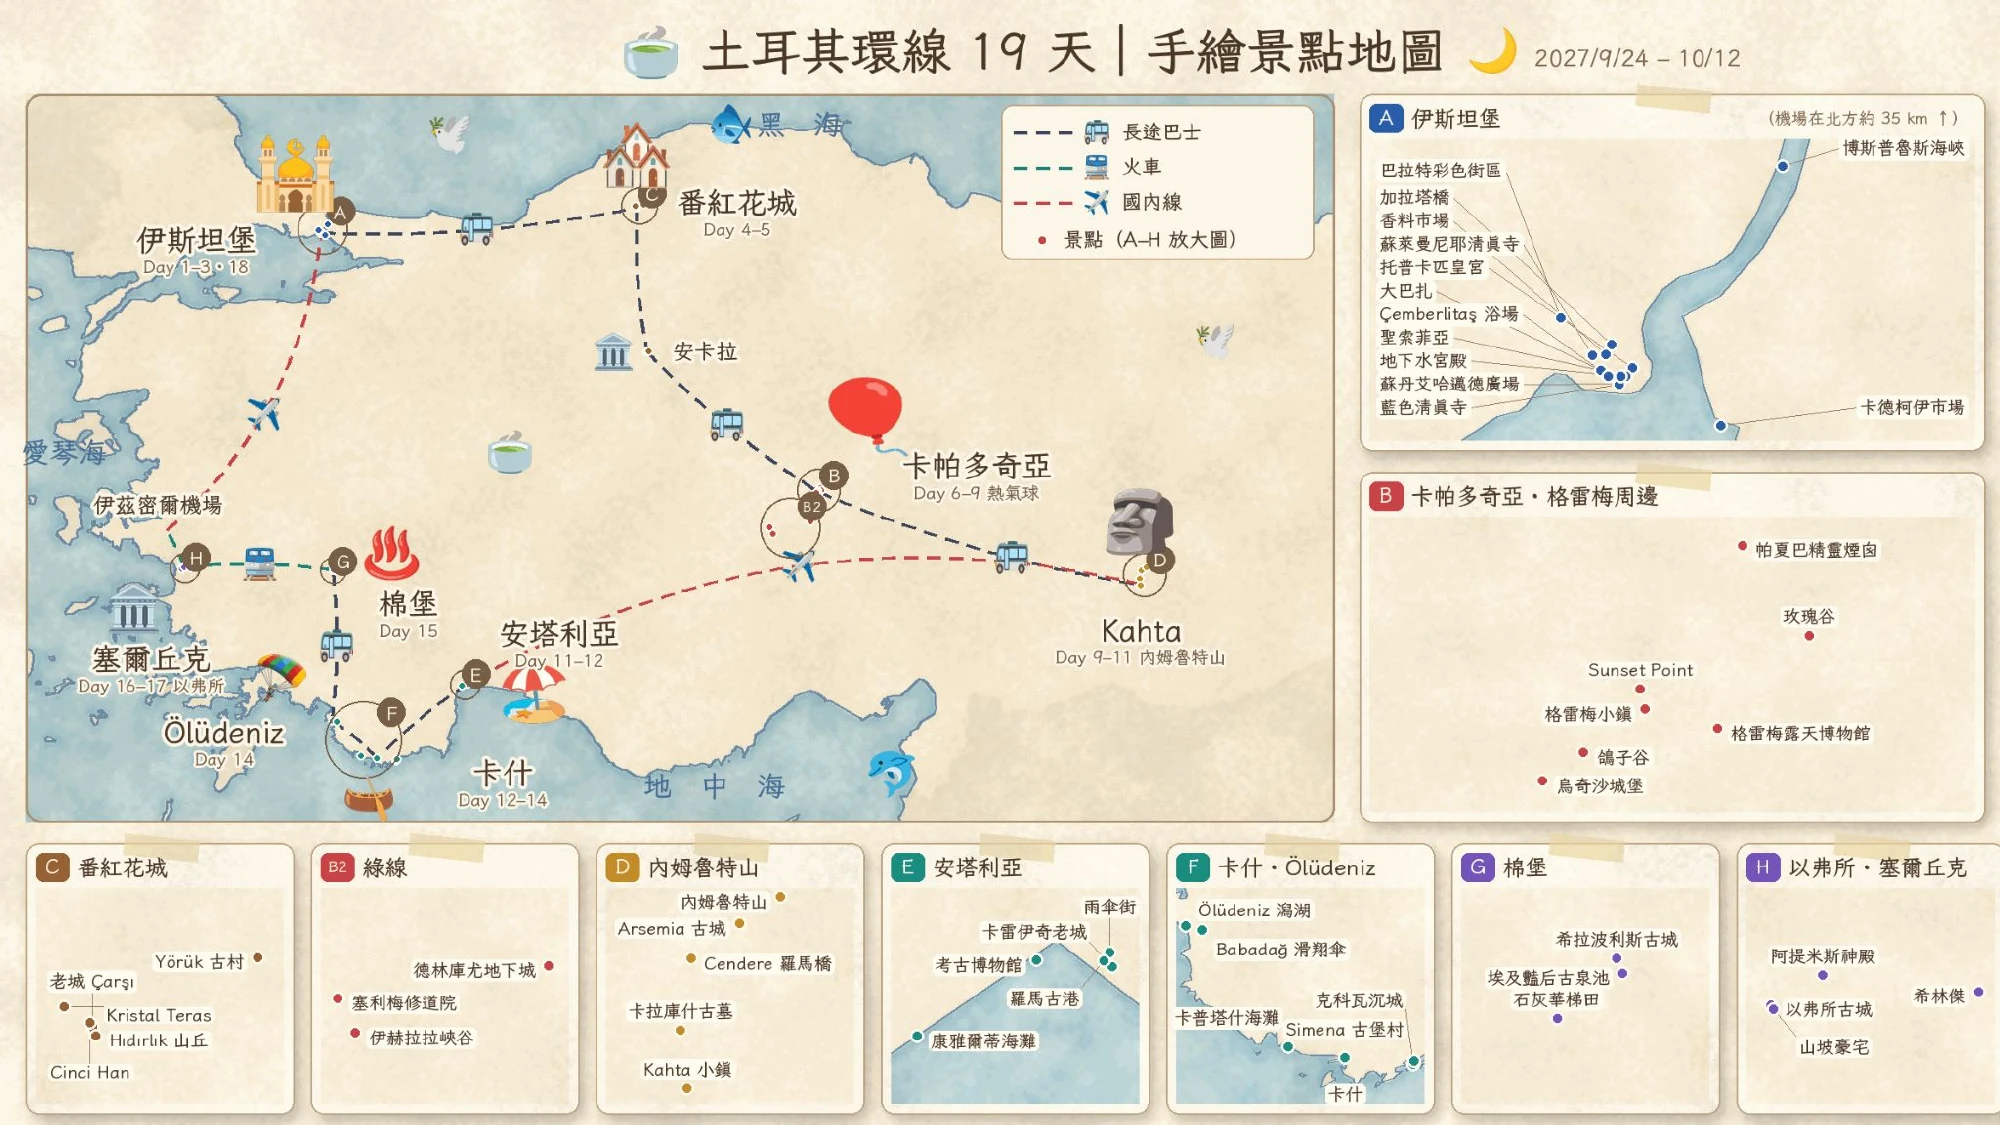 土耳其環線 19 天｜手繪景點地圖
2027/9/24 – 10/12
黑 海
長途巴士
火車
國內線
景點（A–H 放大圖）
A
伊斯坦堡
Day 1–3・18
C
番紅花城
Day 4–5
安卡拉
愛琴海
伊茲密爾機場
B
B2
卡帕多奇亞
Day 6–9 熱氣球
H
G
棉堡
Day 15
D
Kahta
Day 9–11 內姆魯特山
塞爾丘克
Day 16–17 以弗所
安塔利亞
Day 11–12
E
F
Ölüdeniz
Day 14
卡什
Day 12–14
地 中 海
A 伊斯坦堡
（機場在北方約 35 km ↑）
博斯普魯斯海峽
巴拉特彩色街區
加拉塔橋
香料市場
蘇萊曼尼耶清真寺
托普卡匹皇宮
大巴扎
Çemberlitaş 浴場
聖索菲亞
地下水宮殿
蘇丹艾哈邁德廣場
藍色清真寺
卡德柯伊市場
B 卡帕多奇亞・格雷梅周邊
帕夏巴精靈煙囪
玫瑰谷
Sunset Point
格雷梅小鎮
格雷梅露天博物館
鴿子谷
烏奇沙城堡
C 番紅花城
Yörük 古村
老城 Çarşı
Kristal Teras
Hıdırlık 山丘
Cinci Han
B2 綠線
德林庫尤地下城
塞利梅修道院
伊赫拉拉峽谷
D 內姆魯特山
內姆魯特山
Arsemia 古城
Cendere 羅馬橋
卡拉庫什古墓
Kahta 小鎮
E 安塔利亞
雨傘街
卡雷伊奇老城
考古博物館
羅馬古港
康雅爾蒂海灘
F 卡什・Ölüdeniz
Ölüdeniz 潟湖
Babadağ 滑翔傘
克科瓦沉城
卡普塔什海灘
Simena 古堡村
卡什
G 棉堡
希拉波利斯古城
埃及豔后古泉池
石灰華梯田
H 以弗所・塞爾丘克
阿提米斯神殿
希林傑
以弗所古城
山坡豪宅